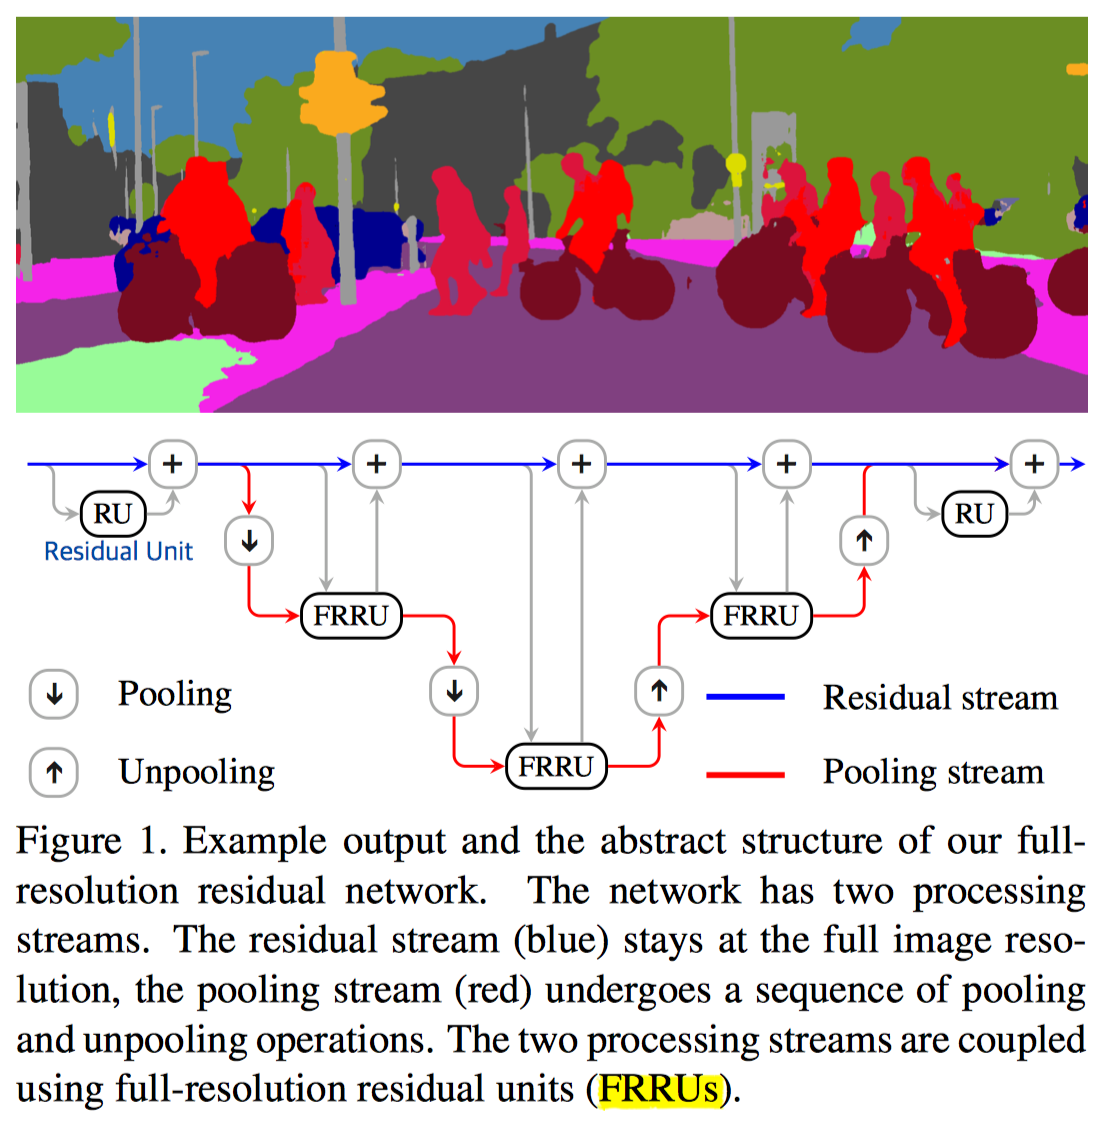 + + + + +
RU RU
Residual Unit
↓ ↑
FRRU FRRU
↓ Pooling ↓ ↑ Residual stream
↑ Unpooling FRRU Pooling stream
Figure 1. Example output and the abstract structure of our full-
resolution residual network. The network has two processing
streams. The residual stream (blue) stays at the full image reso-
lution, the pooling stream (red) undergoes a sequence of pooling
and unpooling operations. The two processing streams are coupled
using full-resolution residual units (FRRUs).